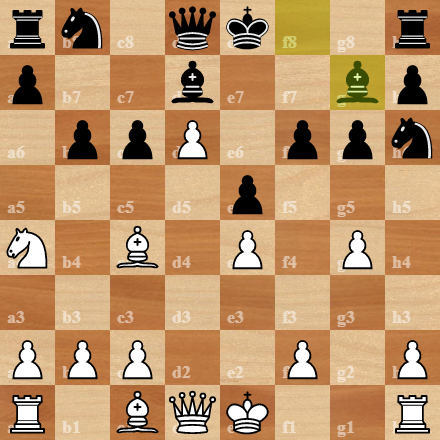 c8 f8 g8
b7 c7 e7 f7
a6 e6
a5 b5 c5 d5 f5 g5 h5
b4 d4 f4 h4
a3 b3 c3 d3 e3 f3 g3 h3
d2 e2 g2
b1 f1 g1